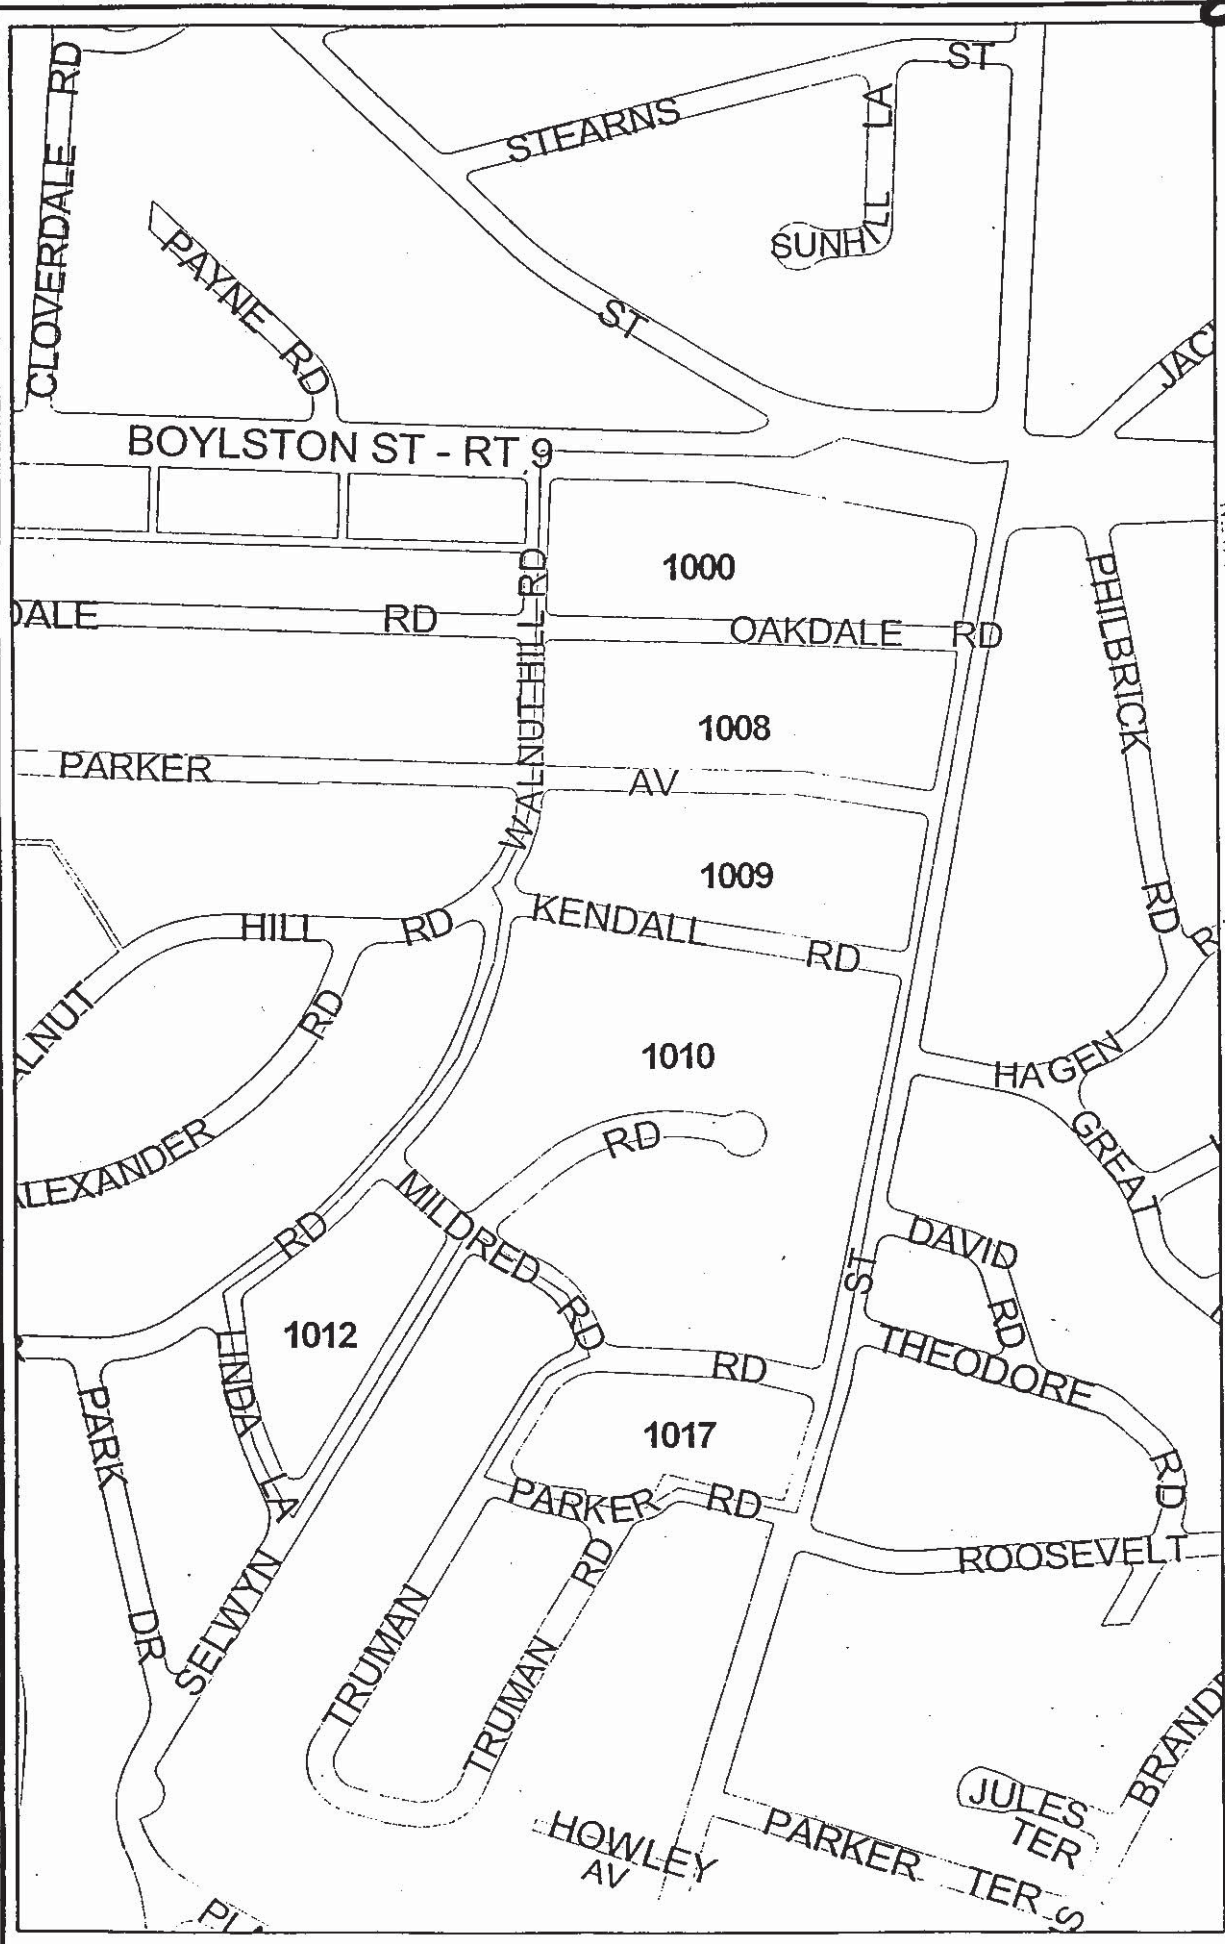 CLOVERDALE RD
STEARNS ST
SUNHILL LA
PAYNE RD
ST
BOYLSTON ST - RT 9
1000
PHILBRICK RD
DALE RD
OAKDALE RD
WALNUT HILL RD
1008
PARKER AV
1009
KENDALL RD
HILL RD
ALNUT
RD
1010
HAGEN
GREAT
ALEXANDER
RD
RD
MILDRED RD
DAVID RD
ST
1012
LINDA LA
RD
THEODORE RD
PARK DR
1017
PARKER RD
ROOSEVELT
SELWYN
TRUMAN
TRUMAN RD
JULES TER
HOWLEY AV
PARKER TER